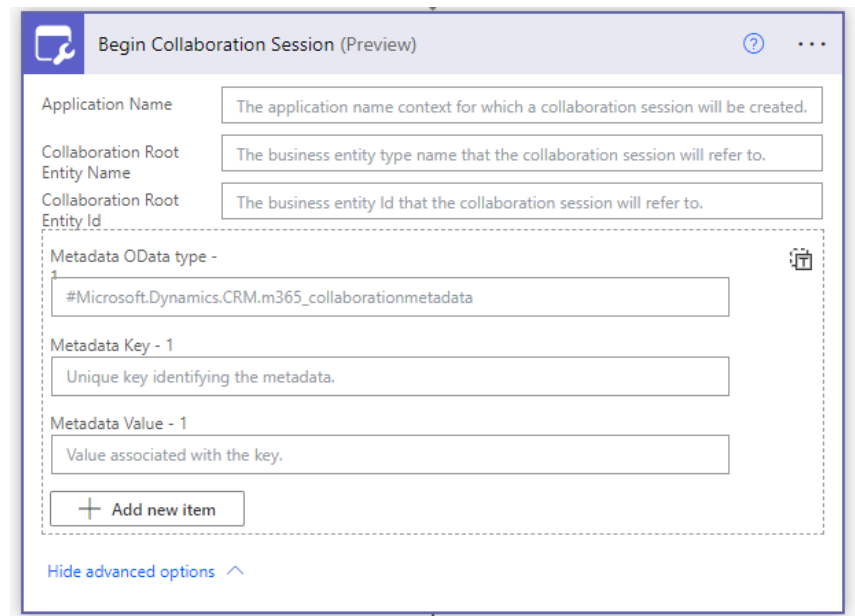 Begin Collaboration Session (Preview)
Application Name
The application name context for which a collaboration session will be created.
Collaboration Root
Entity Name
The business entity type name that the collaboration session will refer to.
Collaboration Root
Entity Id
The business entity Id that the collaboration session will refer to.
Metadata OData type -
1
#Microsoft.Dynamics.CRM.m365_collaborationmetadata
Metadata Key - 1
Unique key identifying the metadata.
Metadata Value - 1
Value associated with the key.
Add new item
Hide advanced options